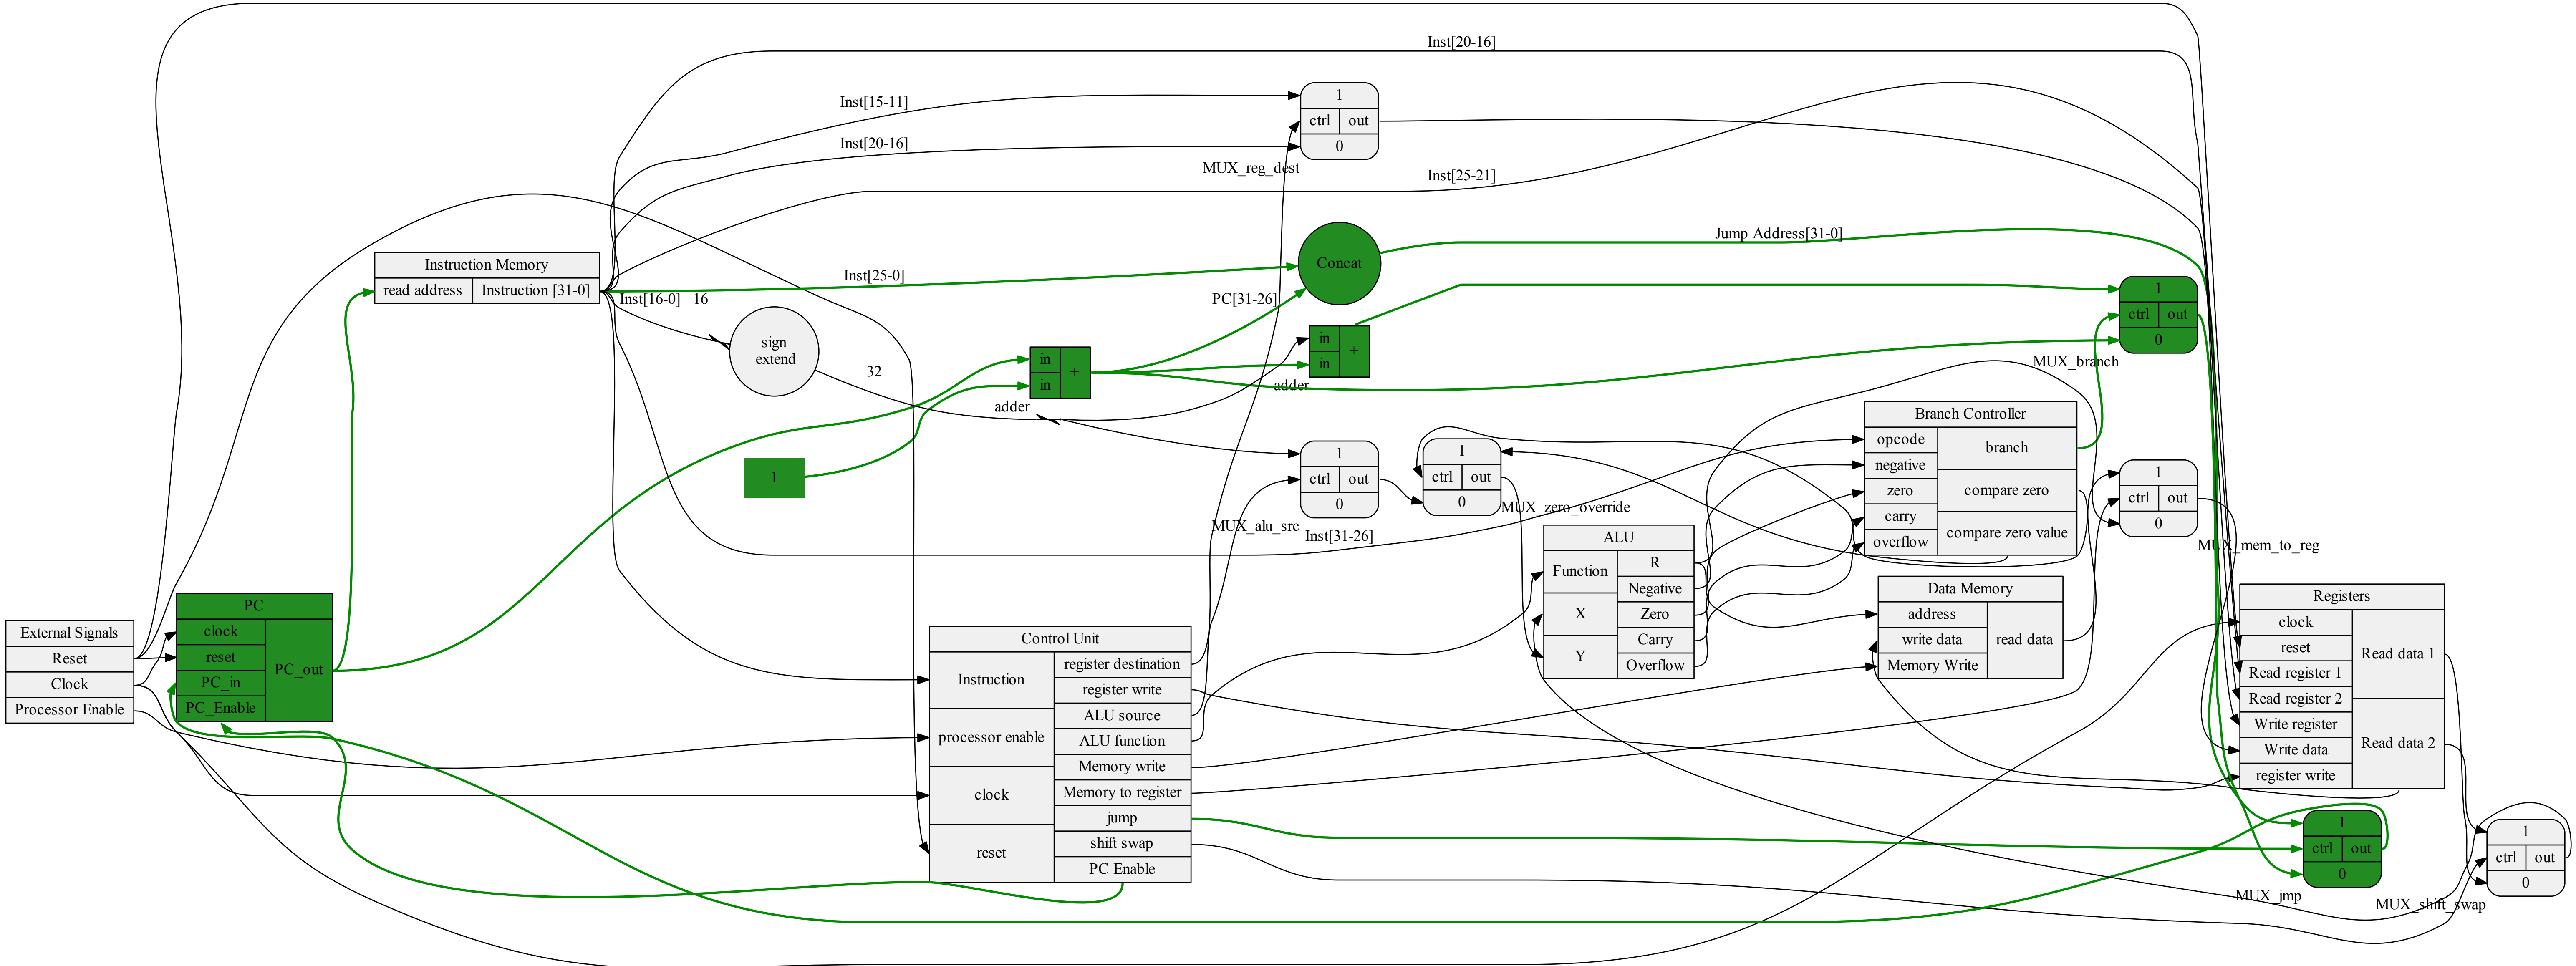 Inst[20-16]
Inst[15-11]
1
ctrl
out
0
MUX_reg_dest
Inst[20-16]
Inst[25-21]
Instruction Memory
read address
Instruction [31-0]
Inst[25-0]
Concat
Jump Address[31-0]
Inst[16-0]
16
PC[31-26]
sign
extend
32
in
in
+
adder
in
in
+
adder
1
ctrl
out
0
MUX_branch
1
1
ctrl
out
0
MUX_alu_src
1
ctrl
out
0
MUX_zero_override
Inst[31-26]
Branch Controller
opcode
negative
zero
carry
overflow
branch
compare zero
compare zero value
1
ctrl
out
0
MUX_mem_to_reg
ALU
Function
X
Y
R
Negative
Zero
Carry
Overflow
Data Memory
address
write data
Memory Write
read data
External Signals
Reset
Clock
Processor Enable
PC
clock
reset
PC_in
PC_Enable
PC_out
Control Unit
Instruction
processor enable
clock
reset
register destination
register write
ALU source
ALU function
Memory write
Memory to register
jump
shift swap
PC Enable
Registers
clock
reset
Read register 1
Read register 2
Write register
Write data
register write
Read data 1
Read data 2
1
ctrl
out
0
MUX_jmp
1
ctrl
out
0
MUX_shift_swap